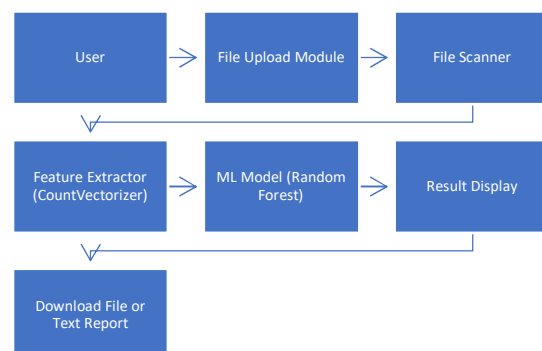 User
File Upload Module
File Scanner
Feature Extractor
(CountVectorizer)
ML Model (Random
Forest)
Result Display
Download File or
Text Report